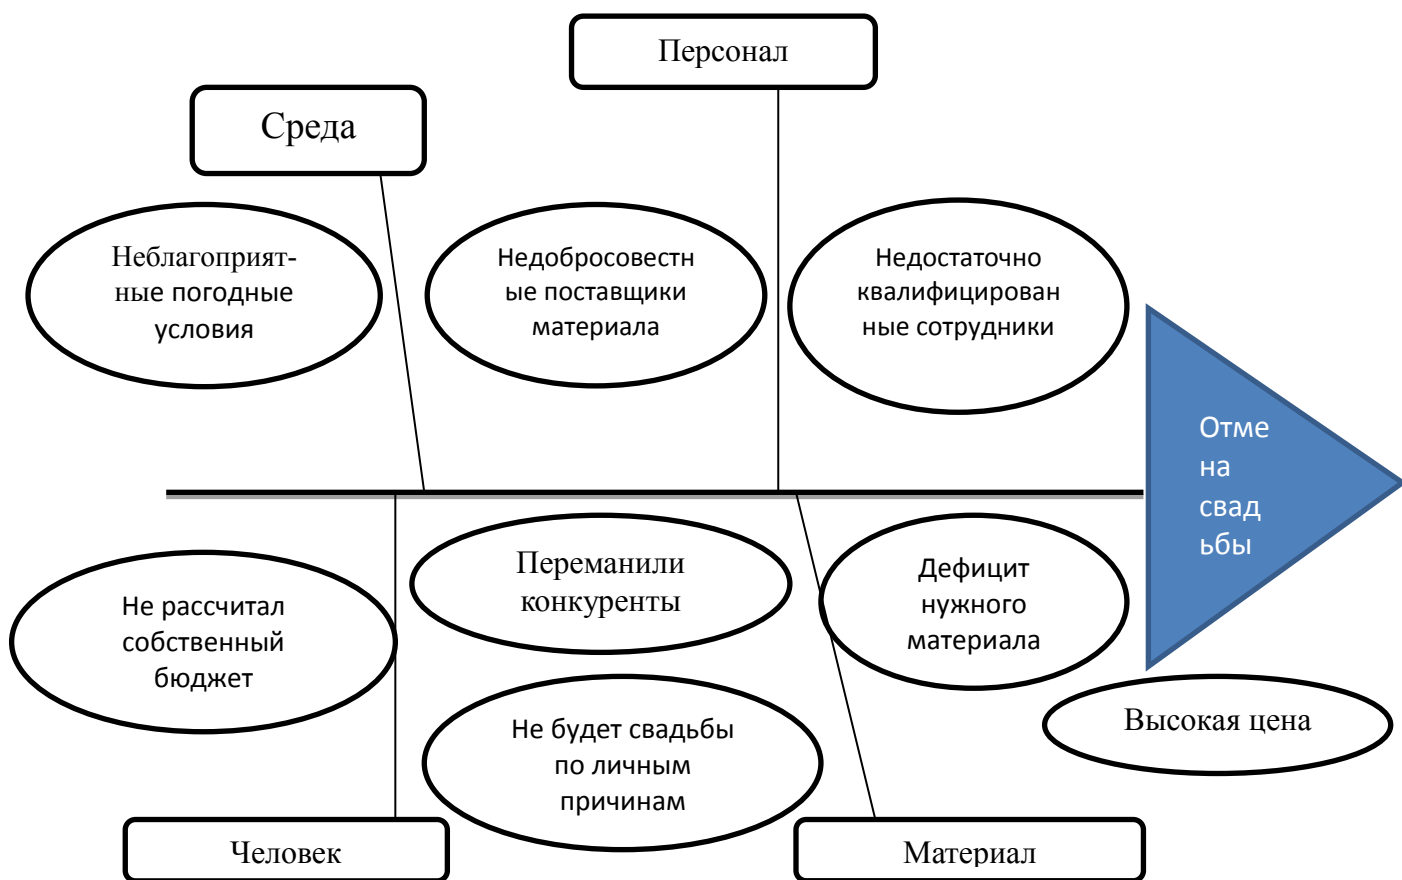 Персонал
Среда
Неблагоприят-
ные погодные
условия
Недобросовестн
ые поставщики
материала
Недостаточно
квалифицирован
ные сотрудники
Отме
на
свад
ьбы
Не рассчитал
собственный
бюджет
Переманили
конкуренты
Дефицит
нужного
материала
Не будет свадьбы
по личным
причинам
Высокая цена
Человек
Материал